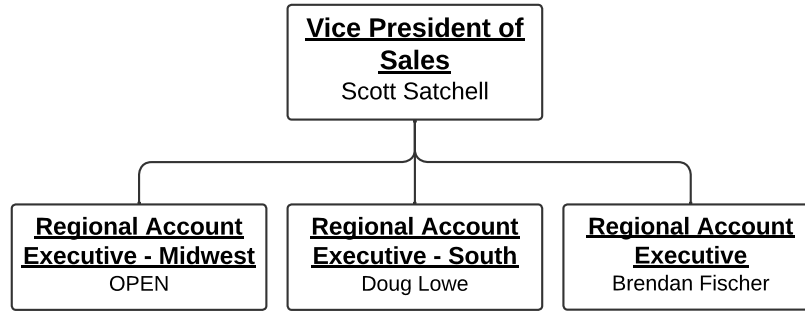 Vice President of
Sales
Scott Satchell
Regional Account
Executive - Midwest
OPEN
Regional Account
Executive - South
Doug Lowe
Regional Account
Executive
Brendan Fischer